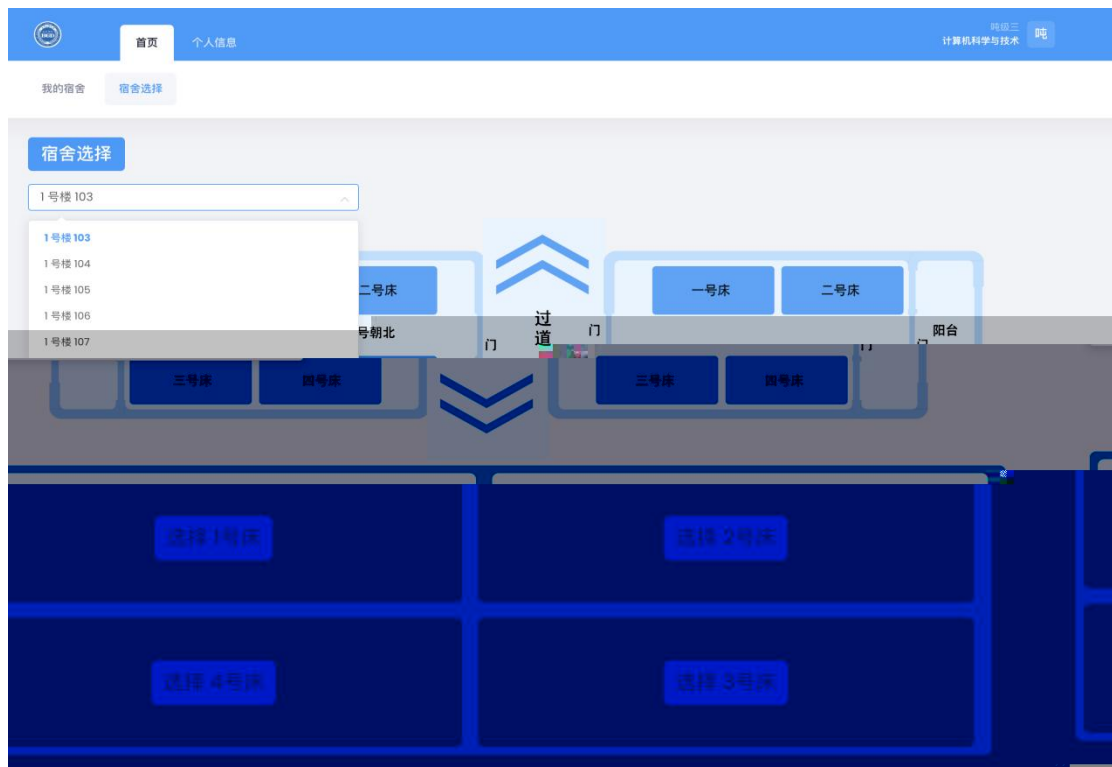 首页 个人信息
吨级三
计算机科学与技术
吨
我的宿舍 宿舍选择
宿舍选择
1号楼 103
1号楼 103
1号楼 104
1号楼 105
1号楼 106
1号楼 107
二号床
号朝北
门
过道
门
一号床 二号床
阳台
三号床 四号床
三号床 四号床
选择 1号床 选择 2号床
选择 4号床 选择 3号床